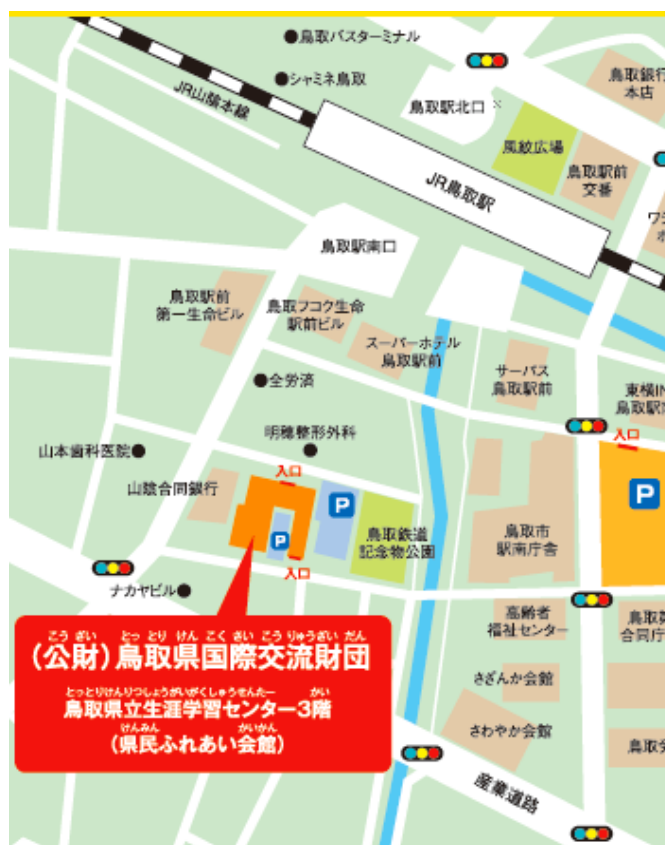 鳥取バスターミナル
シャミネ鳥取
鳥取銀行
本店
JR山陰本線
鳥取駅北口
風紋広場
鳥取駅前
交番
JR鳥取駅
ワシ
ホ
鳥取駅南口
鳥取駅前
第一生命ビル
鳥取フコク生命
駅前ビル
スーパーホテル
鳥取駅前
サーパス
鳥取駅前
全労済
東横IN
鳥取駅
明穂整形外科
入口
山本歯科医院
入口
山陰合同銀行
P
P
P
鳥取鉄道
記念物公園
鳥取市
駅南庁舎
入口
ナカヤビル
高齢者
福祉センター
鳥取
合同庁
こうざい とっとりけんこくさいこうりゅうざいだん
(公財)鳥取県国際交流財団
とっとりけんりつしょうがいがくしゅうせんたー かい
鳥取県立生涯学習センター3階
けんみん かいかん
(県民ふれあい会館)
さざんか会館
さわやか会館
鳥取
産業道路